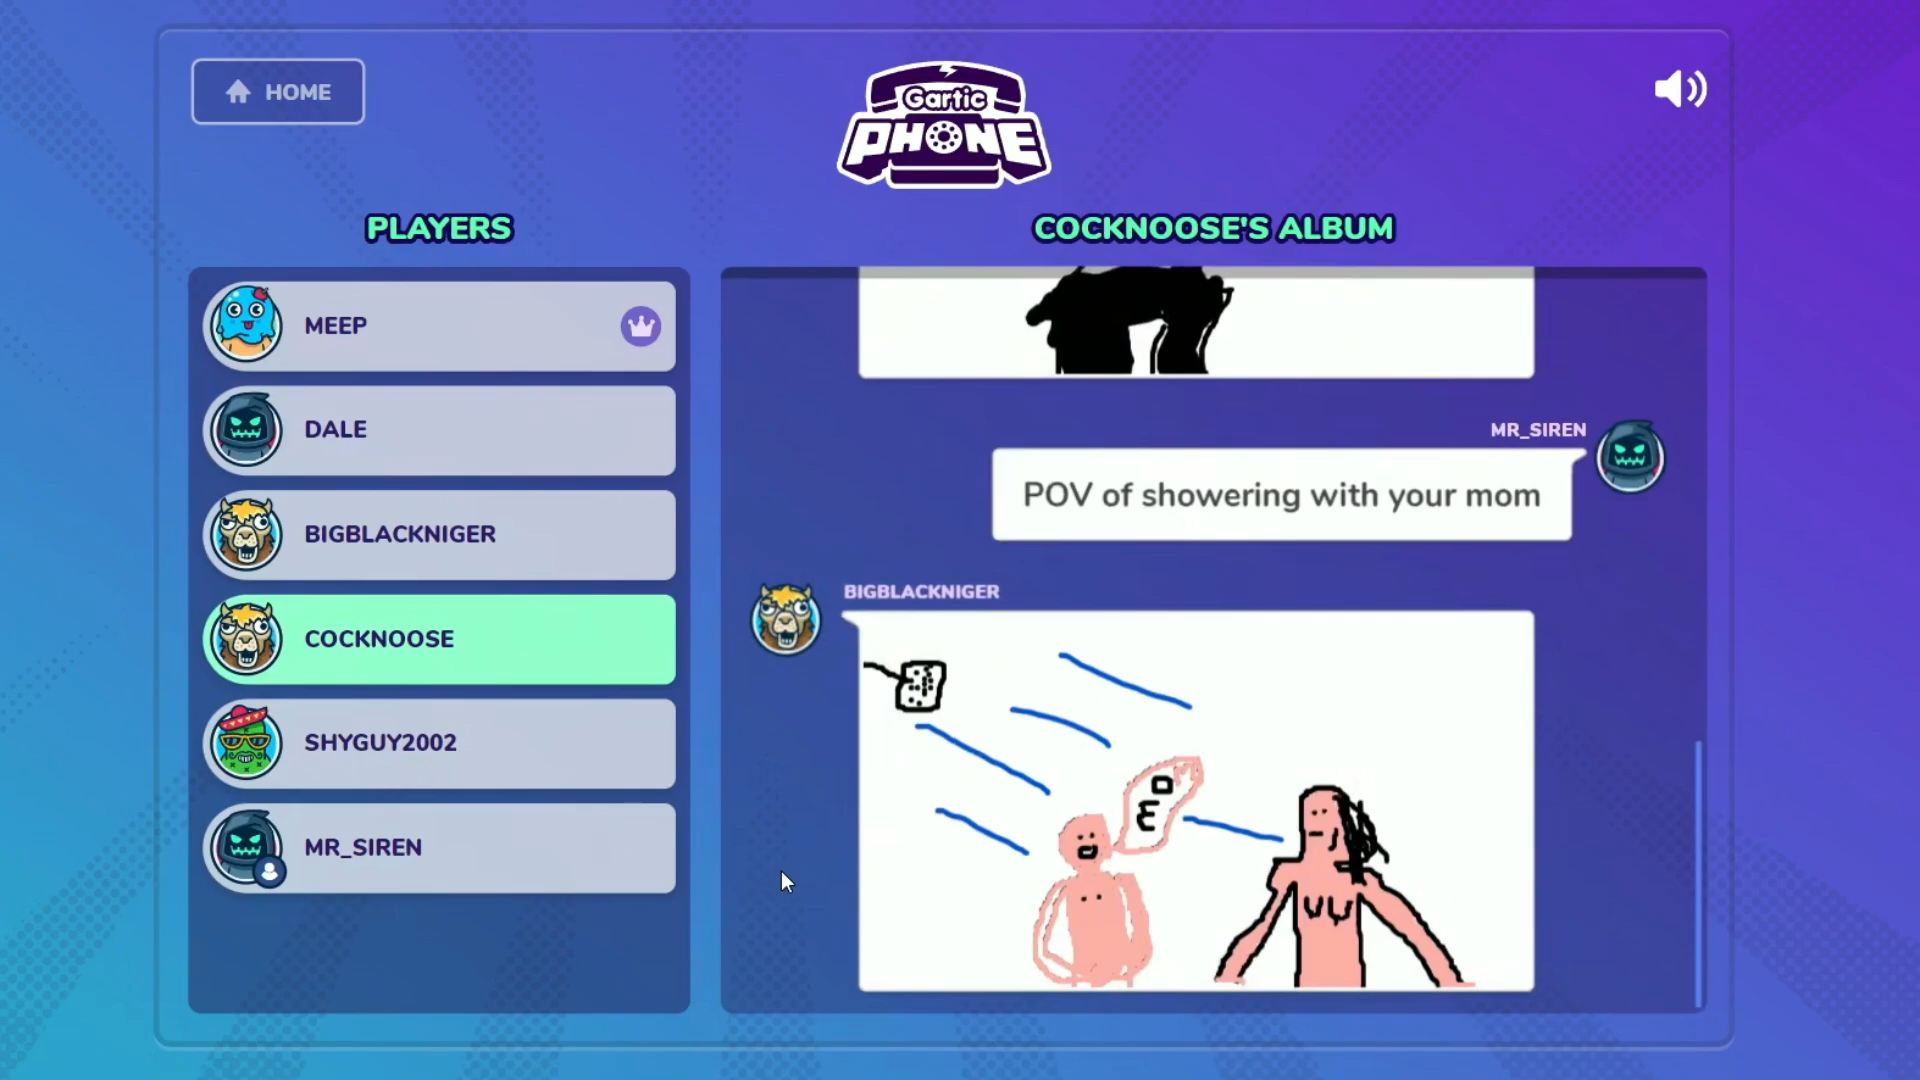 HOME
Gartic
PHONE
PLAYERS
COCKNOOSE'S ALBUM
MEEP
DALE
BIGBLACKNIGER
COCKNOOSE
SHYGUY2002
MR_SIREN
MR_SIREN
POV of showering with your mom
BIGBLACKNIGER